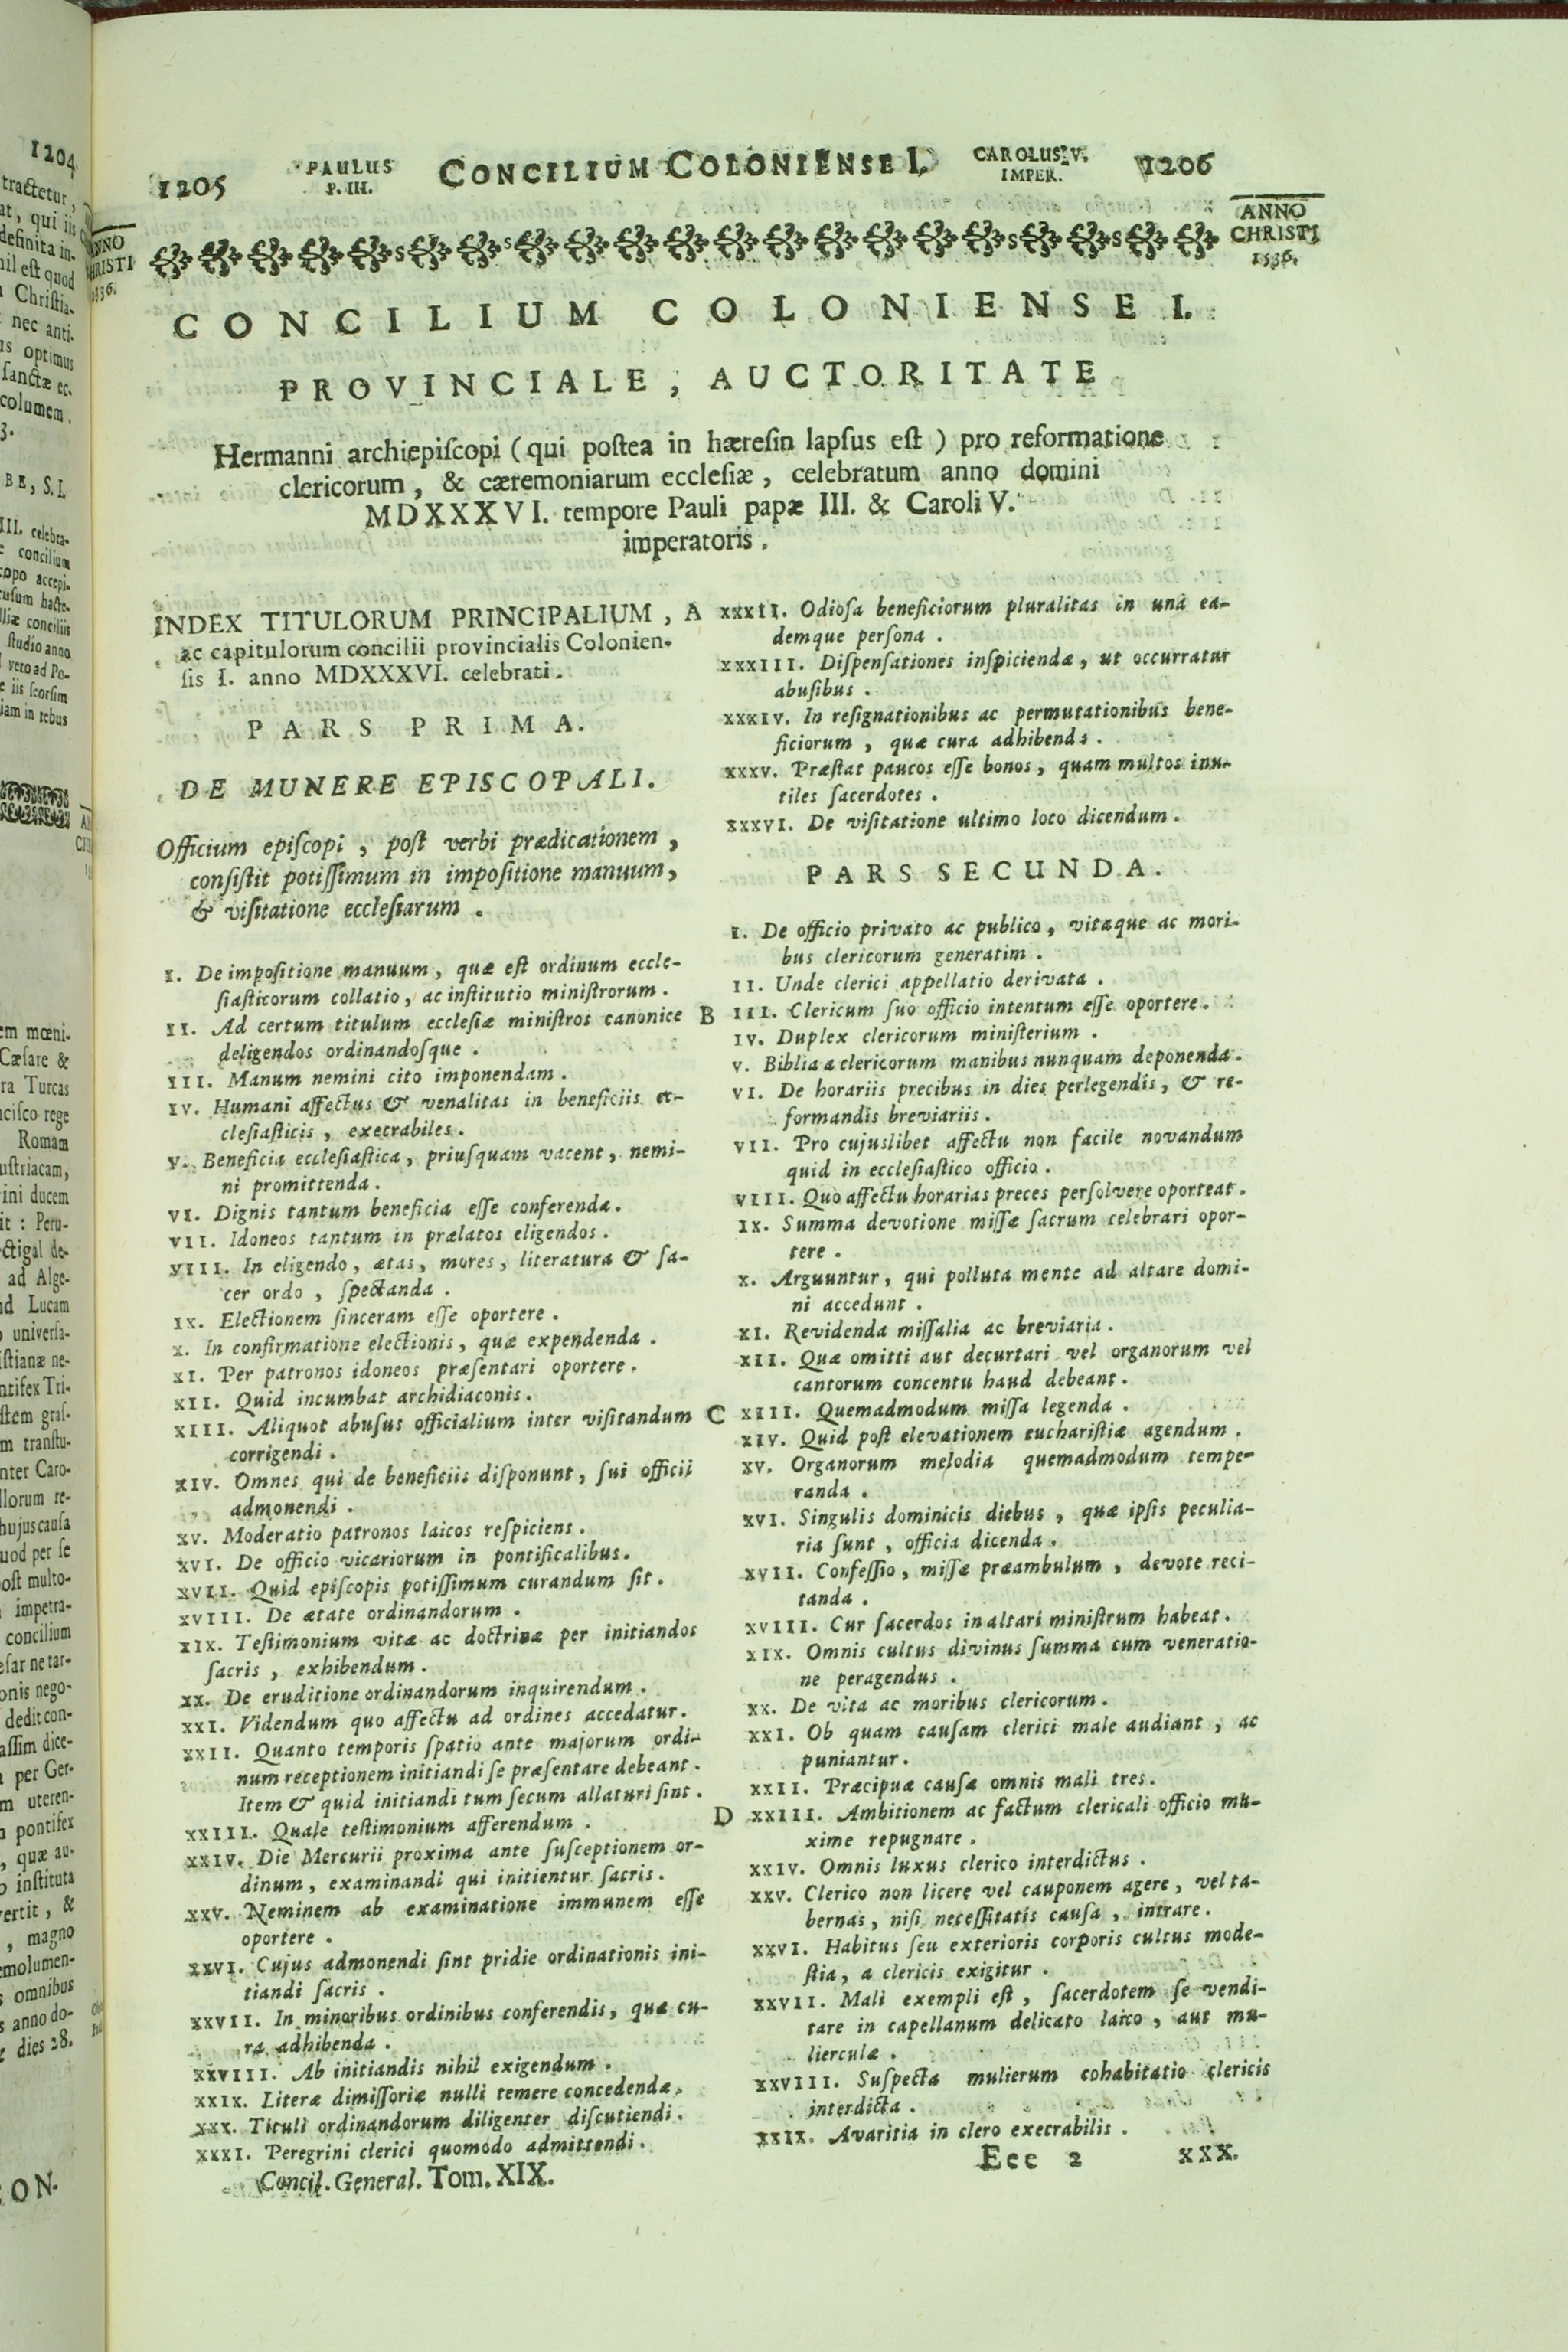 1205
PAULUS
P. III.
CONCILIUM COLONIENSE I.
CAROLUS V.
IMPER.
1206
ANNO
CHRISTI
1536.
CONCILIUM COLONIENSE I.
PROVINCIALE, AUCTORITATE
Hermanni archiepiſcopi (qui poſtea in hæreſin lapſus eſt) pro reformatione
clericorum, & cæremoniarum eccleſiæ, celebratum anno domini
MDXXXVI. tempore Pauli papæ III. & Caroli V.
imperatoris.
INDEX TITULORUM PRINCIPALIUM, A
ac capitulorum concilii provincialis Colonien-
ſis I. anno MDXXXVI. celebrati.
PARS PRIMA.
DE MUNERE EPISCOPALI.
Officium epiſcopi, poſt verbi prædicationem,
conſiſtit potiſſimum in impoſitione manuum,
& viſitatione eccleſiarum.
I. De impoſitione manuum, quæ eſt ordinum eccle-
ſiaſticorum collatio, ac inſtitutio miniſtrorum.
II. Ad certum titulum eccleſiæ miniſtros canonice B
deligendos ordinandoſque.
III. Manum nemini cito imponendam.
IV. Humani affectus & venalitas in beneficiis ec-
cleſiaſticis, execrabiles.
V. Beneficia eccleſiaſtica, priuſquam vacent, nemi-
ni promittenda.
VI. Dignis tantum beneficia eſſe conferenda.
VII. Idoneos tantum in prælatos eligendos.
VIII. In eligendo, ætas, mores, literatura & ſa-
cer ordo, ſpectanda.
IX. Electionem ſinceram eſſe oportere.
X. In confirmatione electionis, quæ expendenda.
XI. Per patronos idoneos præſentari oportere.
XII. Quid incumbat archidiaconis.
XIII. Aliquot abuſus officialium inter viſitandum C
corrigendi.
XIV. Omnes qui de beneficiis diſponunt, ſui officii
admonendi.
XV. Moderatio patronos laicos reſpiciens.
XVI. De officio vicariorum in pontificalibus.
XVII. Quid epiſcopis potiſſimum curandum ſit.
XVIII. De ætate ordinandorum.
XIX. Teſtimonium vitæ ac doctrinæ per initiandos
ſacris, exhibendum.
XX. De eruditione ordinandorum inquirendum.
XXI. Videndum quo affectu ad ordines accedatur.
XXII. Quanto temporis ſpatio ante majorum ordi-
num receptionem initiandi ſe præſentare debeant.
Item & quid initiandi tum ſecum allaturi ſint.
XXIII. Quale teſtimonium afferendum. D
XXIV. Die Mercurii proxima ante ſuſceptionem or-
dinum, examinandi qui initientur ſacris.
XXV. Neminem ab examinatione immunem eſſe
oportere.
XXVI. Cujus admonendi ſint pridie ordinationis ini-
tiandi ſacris.
XXVII. In minoribus ordinibus conferendis, quæ cu-
ra adhibenda.
XXVIII. Ab initiandis nihil exigendum.
XXIX. Literæ dimiſſoriæ nulli temere concedendæ.
XXX. Tituli ordinandorum diligenter diſcutiendi.
XXXI. Peregrini clerici quomodo admittendi.
Concil. General. Tom. XIX.
XXXII. Odioſa beneficiorum pluralitas in una ea-
demque perſona.
XXXIII. Diſpenſationes inſpiciendæ, ut occurratur
abuſibus.
XXXIV. In reſignationibus ac permutationibus bene-
ficiorum, quæ cura adhibenda.
XXXV. Præſtat paucos eſſe bonos, quam multos inu-
tiles ſacerdotes.
XXXVI. De viſitatione ultimo loco dicendum.
PARS SECUNDA.
I. De officio privato ac publico, vitæque ac mori-
bus clericorum generatim.
II. Unde clerici appellatio derivata.
III. Clericum ſuo officio intentum eſſe oportere.
IV. Duplex clericorum miniſterium.
V. Biblia a clericorum manibus nunquam deponenda.
VI. De horariis precibus in dies perlegendis, & re-
formandis breviariis.
VII. Pro cujuslibet affectu non facile novandum
quid in eccleſiaſtico officio.
VIII. Quo affectu horarias preces perſolvere oporteat.
IX. Summa devotione miſſæ ſacrum celebrari opor-
tere.
X. Arguuntur, qui polluta mente ad altare domi-
ni accedunt.
XI. Revidenda miſſalia ac breviaria.
XII. Quæ omitti aut decurtari vel organorum vel
cantorum concentu haud debeant.
XIII. Quemadmodum miſſa legenda.
XIV. Quid poſt elevationem euchariſtiæ agendum.
XV. Organorum melodia quemadmodum tempe-
randa.
XVI. Singulis dominicis diebus, quæ ipſis peculia-
ria ſunt, officia dicenda.
XVII. Confeſſio, miſſæ præambulum, devote reci-
tanda.
XVIII. Cur ſacerdos in altari miniſtrum habeat.
XIX. Omnis cultus divinus ſumma cum veneratio-
ne peragendus.
XX. De vita ac moribus clericorum.
XXI. Ob quam cauſam clerici male audiant, ac
puniantur.
XXII. Præcipuæ cauſæ omnis mali tres.
XXIII. Ambitionem ac factum clericali officio ma-
xime repugnare.
XXIV. Omnis luxus clerico interdictus.
XXV. Clerico non licere vel cauponem agere, vel ta-
bernas, niſi neceſſitatis cauſa, intrare.
XXVI. Habitus ſeu exterioris corporis cultus mode-
ſtia, a clericis exigitur.
XXVII. Mali exempli eſt, ſacerdotem ſe vendi-
tare in capellanum delicato laico, aut mu-
lierculæ.
XXVIII. Suſpecta mulierum cohabitatio clericis
interdicta.
XXIX. Avaritia in clero execrabilis.
Eee 2 XXX.